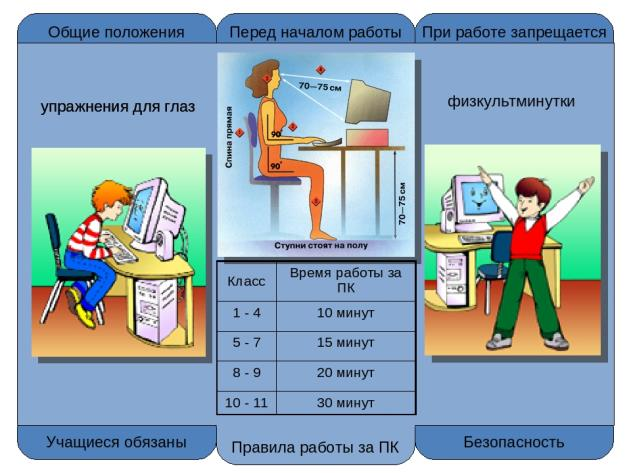 Общие положения
Перед началом работы
При работе запрещается
упражнения для глаз
физкультминутки
70—75 см
Спина прямая
90°
90°
70—75 см
Ступни стоят на полу
Класс
Время работы за
ПК
1 - 4
10 минут
5 - 7
15 минут
8 - 9
20 минут
10 - 11
30 минут
Учащиеся обязаны
Правила работы за ПК
Безопасность